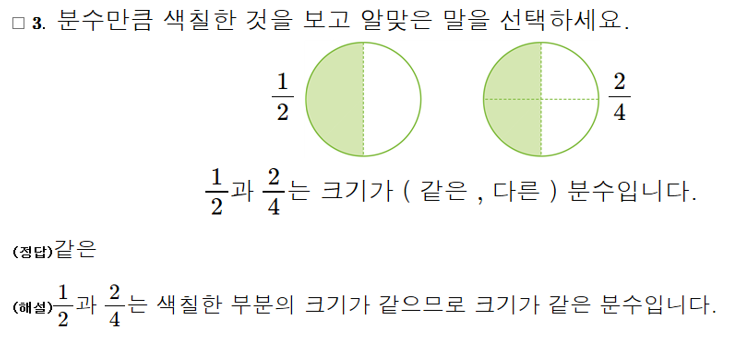 □ 3. 분수만큼 색칠한 것을 보고 알맞은 말을 선택하세요.
1/2 2/4
1/2과 2/4는 크기가 ( 같은 , 다른 ) 분수입니다.
(정답)같은
(해설)1/2과 2/4는 색칠한 부분의 크기가 같으므로 크기가 같은 분수입니다.